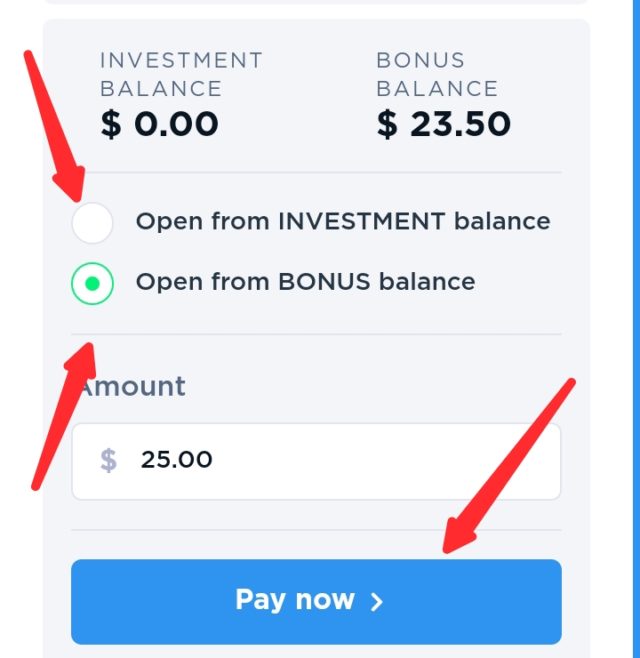 INVESTMENT
BALANCE
$ 0.00
BONUS
BALANCE
$ 23.50
Open from INVESTMENT balance
Open from BONUS balance
Amount
$ 25.00
Pay now >